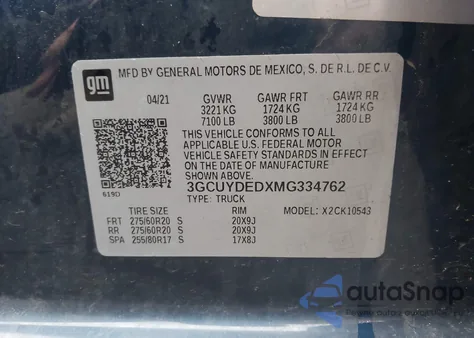 gm
MFD BY GENERAL MOTORS DE MEXICO, S. DE R.L. DE C.V.
04/21 GVWR GAWR FRT GAWR RR
3221 KG 1724 KG 1724 KG
7100 LB 3800 LB 3800 LB
THIS VEHICLE CONFORMS TO ALL
APPLICABLE U.S. FEDERAL MOTOR
VEHICLE SAFETY STANDARDS IN EFFECT ON THE
DATE OF MANUFACTURE SHOWN ABOVE.
619D
3GCUYDEDXMG334762
TYPE: TRUCK MODEL: X2CK10543
TIRE SIZE RIM
FRT 275/60R20 S 20X9J
RR 275/60R20 S 20X9J
SPA 255/80R17 S 17X8J
autoSnap